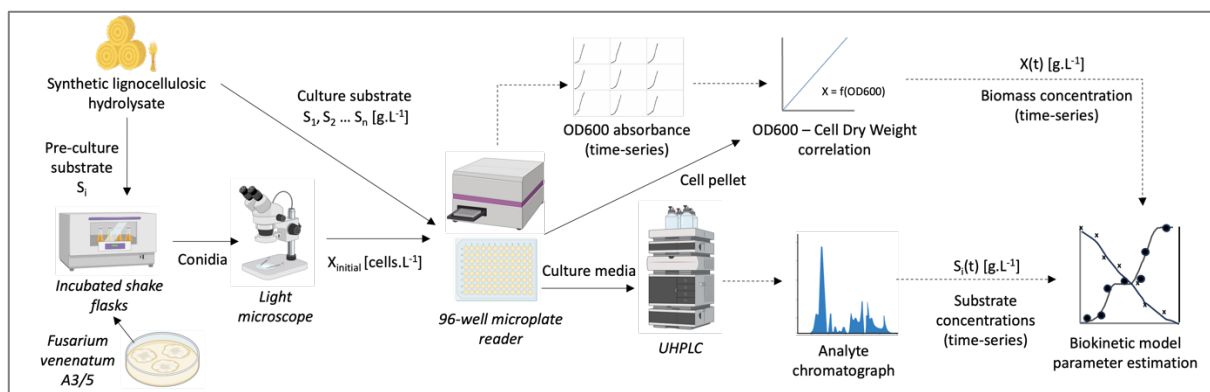 Synthetic lignocellulosic
hydrolysate
Pre-culture
substrate
Sᵢ
Incubated shake
flasks
Fusarium
venenatum
A3/5
Conidia
Light
microscope
Culture substrate
S₁, S₂ ... Sₙ [g.L⁻¹]
X_initial [cells.L⁻¹]
96-well microplate
reader
OD600 absorbance
(time-series)
Cell pellet
Culture media
UHPLC
X = f(OD600)
OD600 – Cell Dry Weight
correlation
Analyte
chromatograph
X(t) [g.L⁻¹]
Biomass concentration
(time-series)
Sᵢ(t) [g.L⁻¹]
Substrate
concentrations
(time-series)
x
x
x
x
x
x
Biokinetic model
parameter estimation